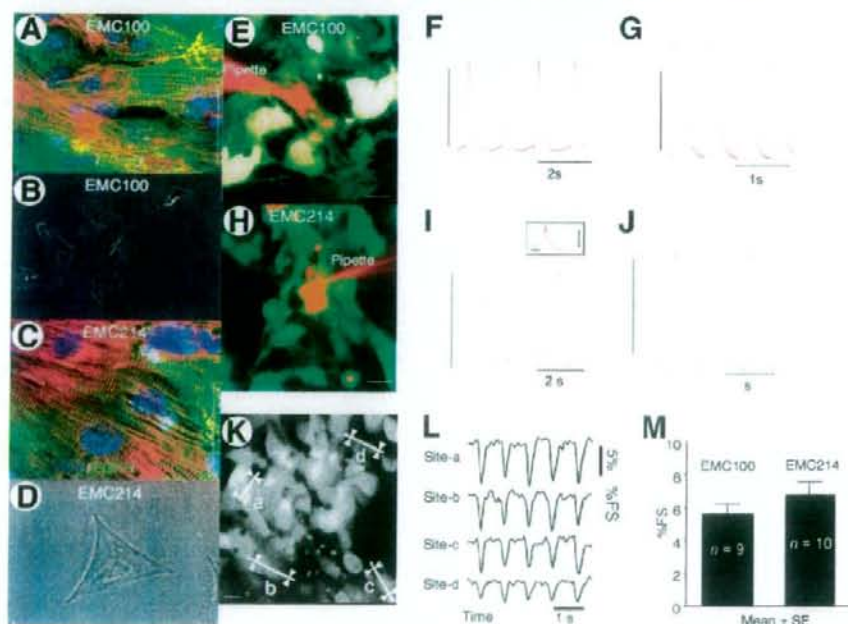 A EMC100
B EMC100
C EMC214
D EMC214
E EMC100
Pipette
H EMC214
Pipette
K
a
b
c
d
F
2s
G
1s
I
2 s
J
s
L
Site-a
Site-b
Site-c
Site-d
5%
%FS
Time
1 s
M
%FS
10
8
6
4
2
0
EMC100
EMC214
n = 9
n = 10
Mean + SE